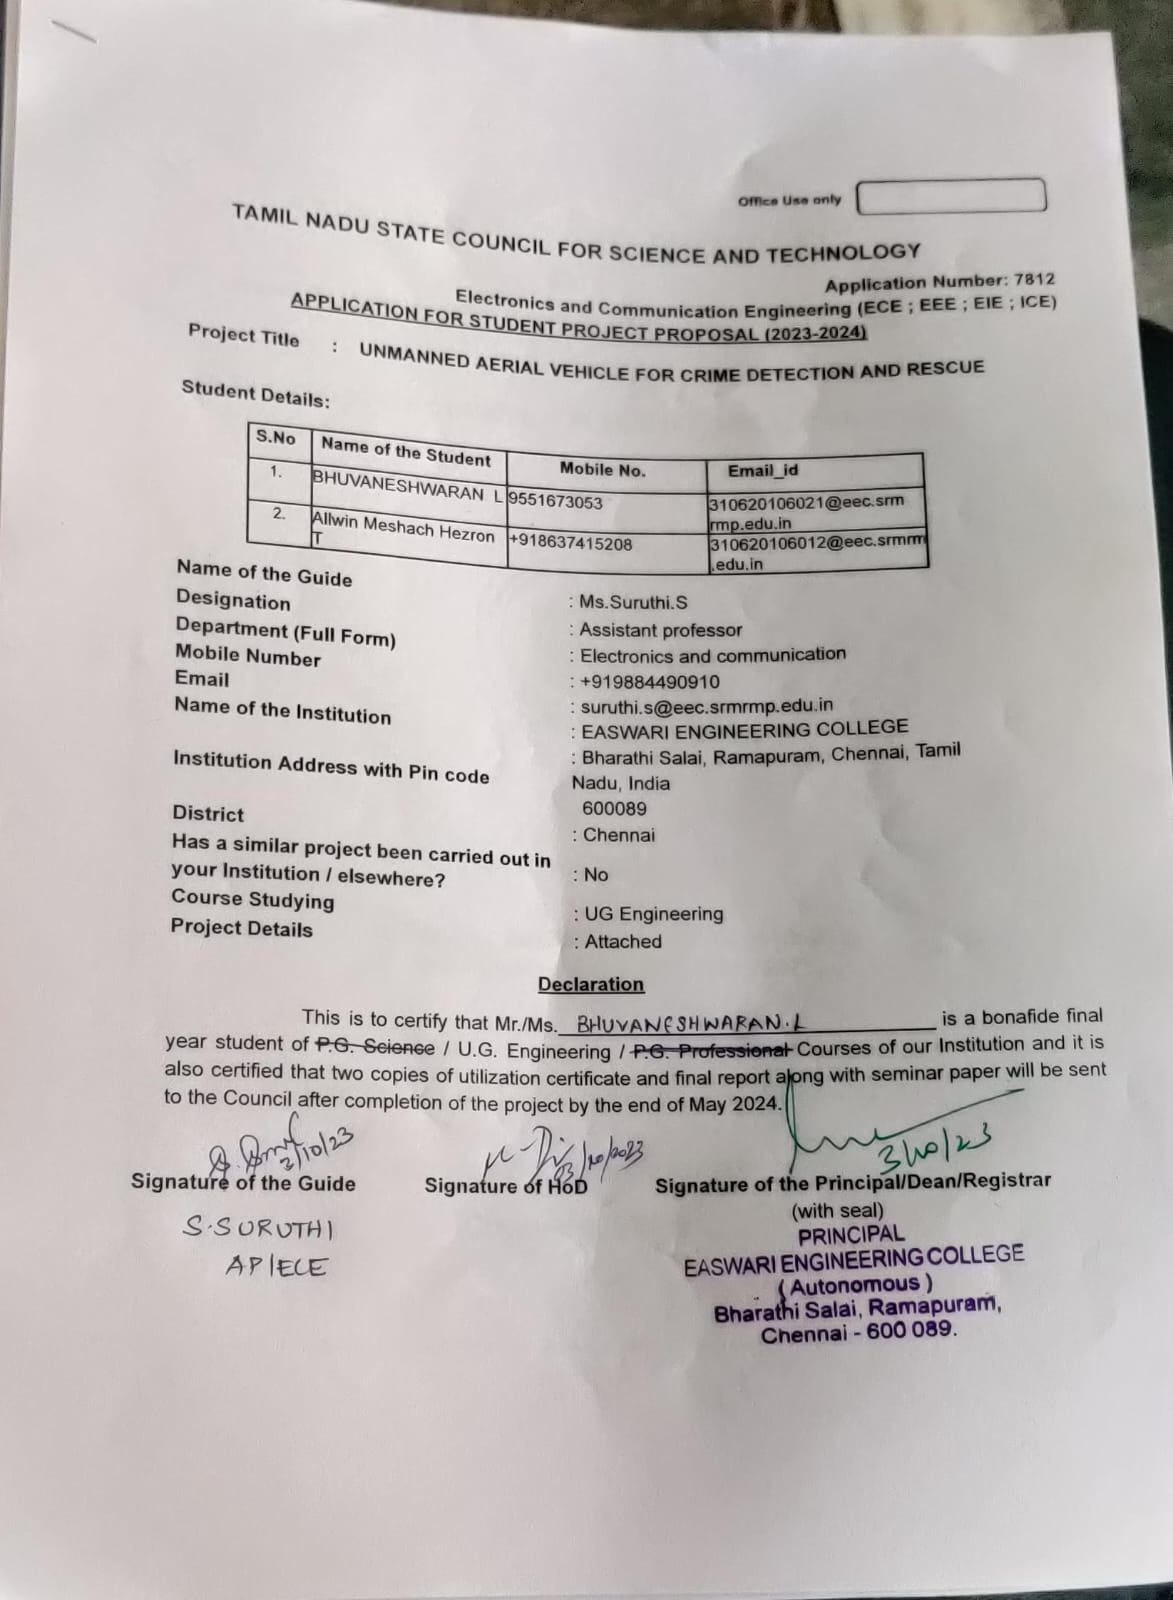 Office Use only
TAMIL NADU STATE COUNCIL FOR SCIENCE AND TECHNOLOGY
Application Number: 7812
Electronics and Communication Engineering (ECE ; EEE ; EIE ; ICE)
APPLICATION FOR STUDENT PROJECT PROPOSAL (2023-2024)
Project Title : UNMANNED AERIAL VEHICLE FOR CRIME DETECTION AND RESCUE
Student Details:
S.No Name of the Student Mobile No. Email_id
1. BHUVANESHWARAN L 9551673053 310620106021@eec.srm
rmp.edu.in
2. Allwin Meshach Hezron +918637415208 310620106012@eec.srmrm
T .edu.in
Name of the Guide : Ms.Suruthi.S
Designation : Assistant professor
Department (Full Form) : Electronics and communication
Mobile Number : +919884490910
Email : suruthi.s@eec.srmrmp.edu.in
Name of the Institution : EASWARI ENGINEERING COLLEGE
Institution Address with Pin code : Bharathi Salai, Ramapuram, Chennai, Tamil
Nadu, India
600089
District : Chennai
Has a similar project been carried out in
your Institution / elsewhere? : No
Course Studying : UG Engineering
Project Details : Attached
Declaration
This is to certify that Mr./Ms. BHUVANESHWARAN.L is a bonafide final
year student of P.G. Science / U.G. Engineering / P.G. Professional Courses of our Institution and it is
also certified that two copies of utilization certificate and final report along with seminar paper will be sent
to the Council after completion of the project by the end of May 2024.
3/10/23 3/10/2023 3/10/23
Signature of the Guide Signature of HoD Signature of the Principal/Dean/Registrar
(with seal)
S.SURUTHI
AP/ECE
PRINCIPAL
EASWARI ENGINEERING COLLEGE
(Autonomous)
Bharathi Salai, Ramapuram,
Chennai - 600 089.